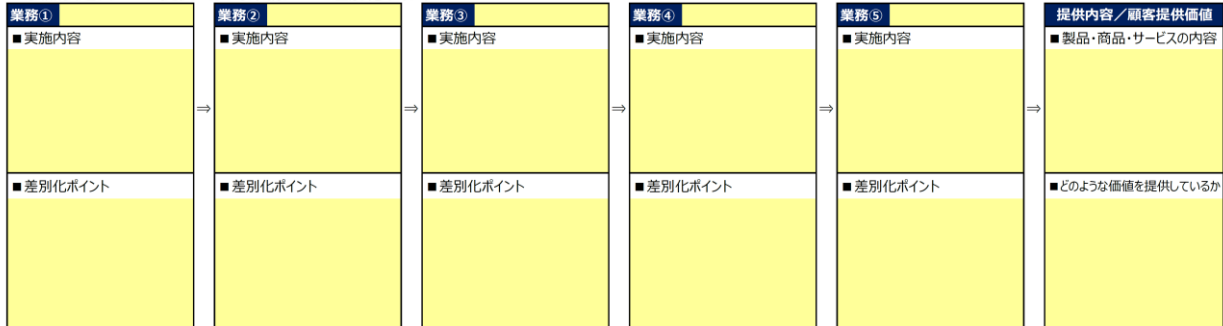 業務①
■実施内容
■差別化ポイント
⇒
業務②
■実施内容
■差別化ポイント
⇒
業務③
■実施内容
■差別化ポイント
⇒
業務④
■実施内容
■差別化ポイント
⇒
業務⑤
■実施内容
■差別化ポイント
⇒
提供内容／顧客提供価値
■製品・商品・サービスの内容
■どのような価値を提供しているか